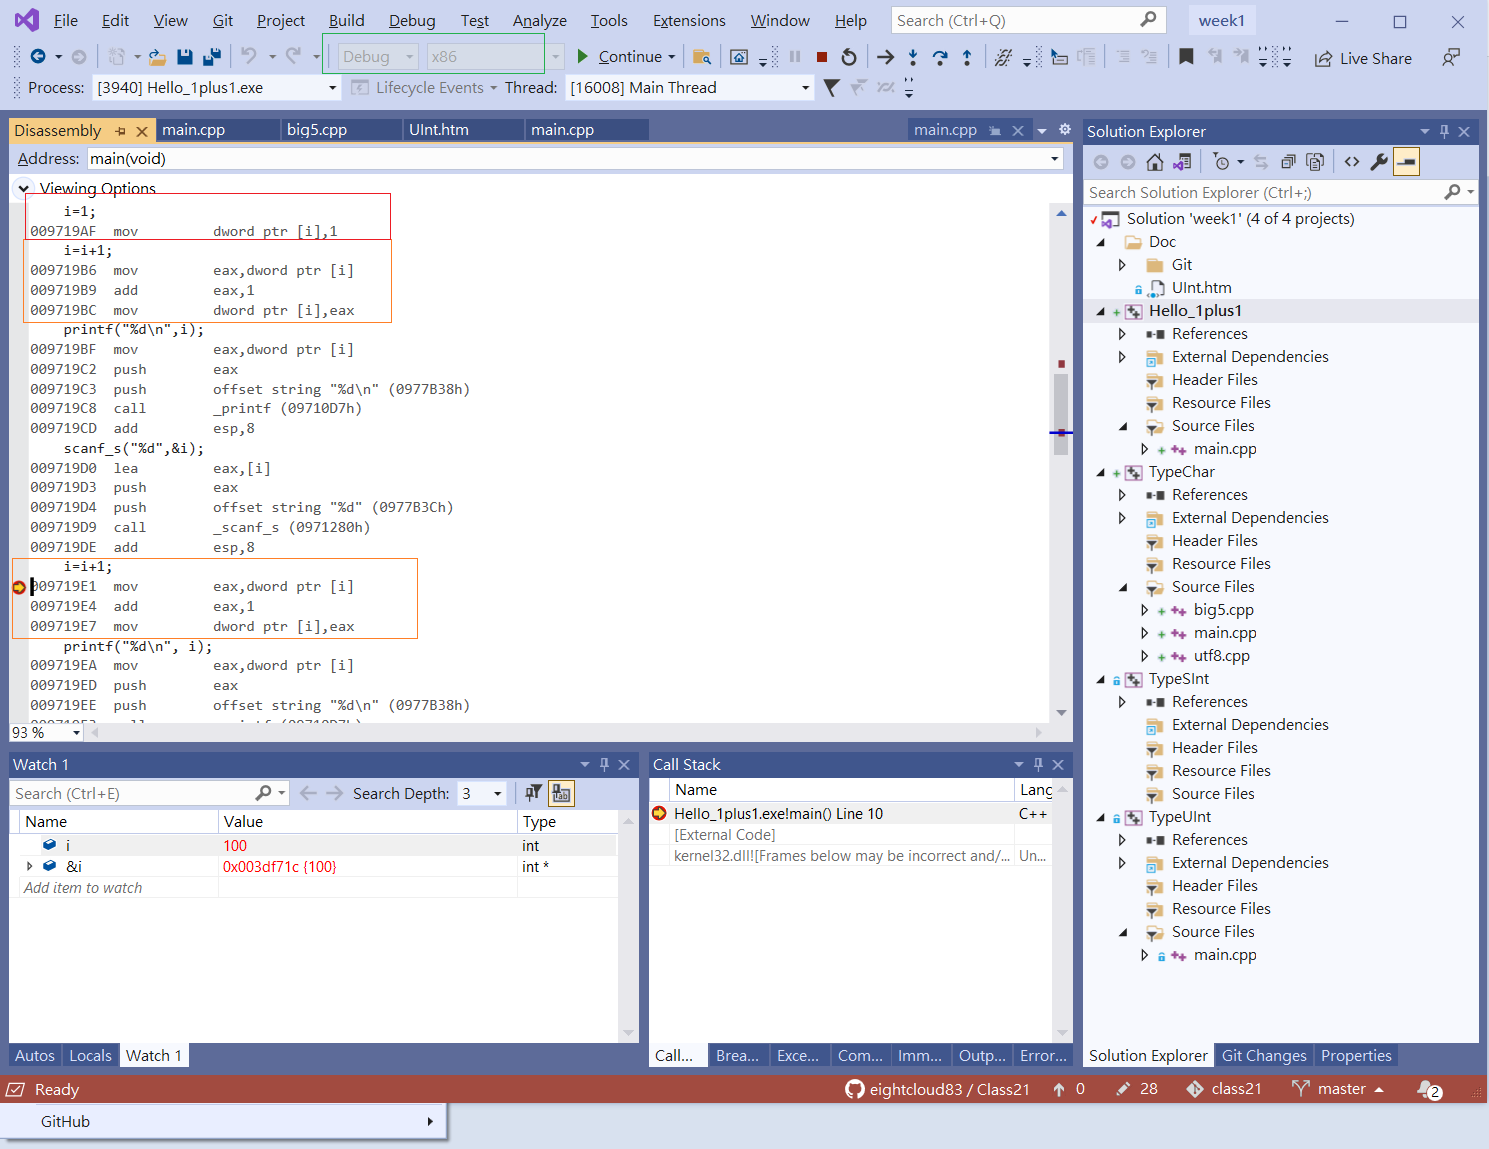 File Edit View Git Project Build Debug Test Analyze Tools Extensions Window Help Search (Ctrl+Q) week1
Debug x86 Continue Live Share
Process: [3940] Hello_1plus1.exe Lifecycle Events Thread: [16008] Main Thread
Disassembly main.cpp big5.cpp UInt.htm main.cpp main.cpp
Address: main(void)
Viewing Options
i=1;
009719AF mov dword ptr [i],1
i=i+1;
009719B6 mov eax,dword ptr [i]
009719B9 add eax,1
009719BC mov dword ptr [i],eax
printf("%d\n",i);
009719BF mov eax,dword ptr [i]
009719C2 push eax
009719C3 push offset string "%d\n" (0977B38h)
009719C8 call _printf (09710D7h)
009719CD add esp,8
scanf_s("%d",&i);
009719D0 lea eax,[i]
009719D3 push eax
009719D4 push offset string "%d" (0977B3Ch)
009719D9 call _scanf_s (0971280h)
009719DE add esp,8
i=i+1;
009719E1 mov eax,dword ptr [i]
009719E4 add eax,1
009719E7 mov dword ptr [i],eax
printf("%d\n", i);
009719EA mov eax,dword ptr [i]
009719ED push eax
009719EE push offset string "%d\n" (0977B38h)
93 %
Solution Explorer
Search Solution Explorer (Ctrl+;)
Solution 'week1' (4 of 4 projects)
Doc
Git
UInt.htm
Hello_1plus1
References
External Dependencies
Header Files
Resource Files
Source Files
main.cpp
TypeChar
References
External Dependencies
Header Files
Resource Files
Source Files
big5.cpp
main.cpp
utf8.cpp
TypeSInt
References
External Dependencies
Header Files
Resource Files
Source Files
TypeUInt
References
External Dependencies
Header Files
Resource Files
Source Files
main.cpp
Solution Explorer Git Changes Properties
Watch 1
Search (Ctrl+E) Search Depth: 3
Name Value Type
i 100 int
&i 0x003df71c {100} int *
Add item to watch
Autos Locals Watch 1
Call Stack
Name Lang
Hello_1plus1.exe!main() Line 10 C++
[External Code]
kernel32.dll![Frames below may be incorrect and/... Un...
Call... Brea... Exce... Com... Imm... Outp... Error...
Ready eightcloud83 / Class21 0 28 class21 master 2
GitHub